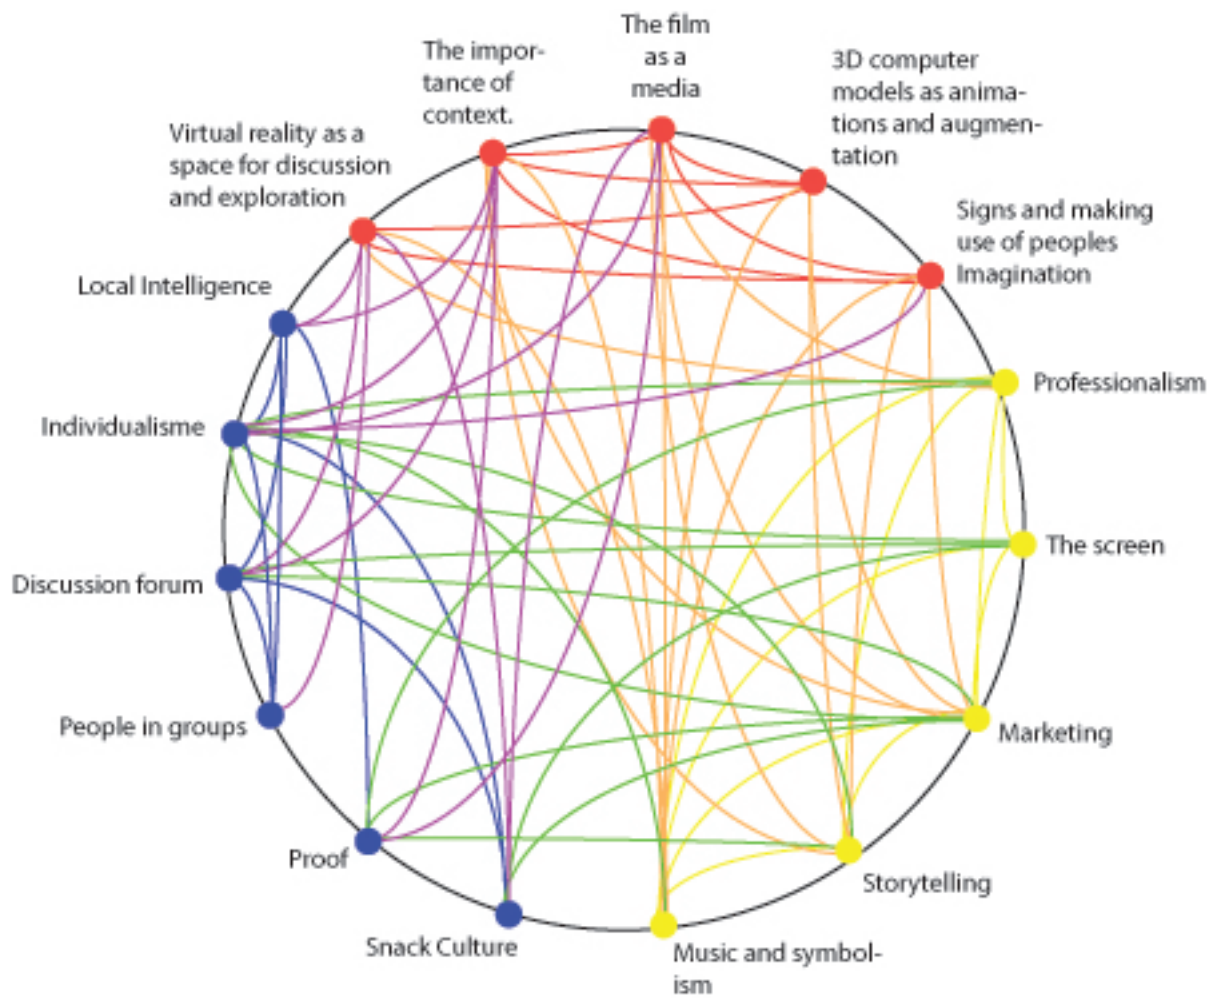 The film
as a
media
The impor-
tance of
context.
3D computer
models as anima-
tions and augmen-
tation
Virtual reality as a
space for discussion
and exploration
Signs and making
use of peoples
Imagination
Local Intelligence
Professionalism
Individualisme
The screen
Discussion forum
People in groups
Marketing
Proof
Storytelling
Snack Culture
Music and symbol-
ism